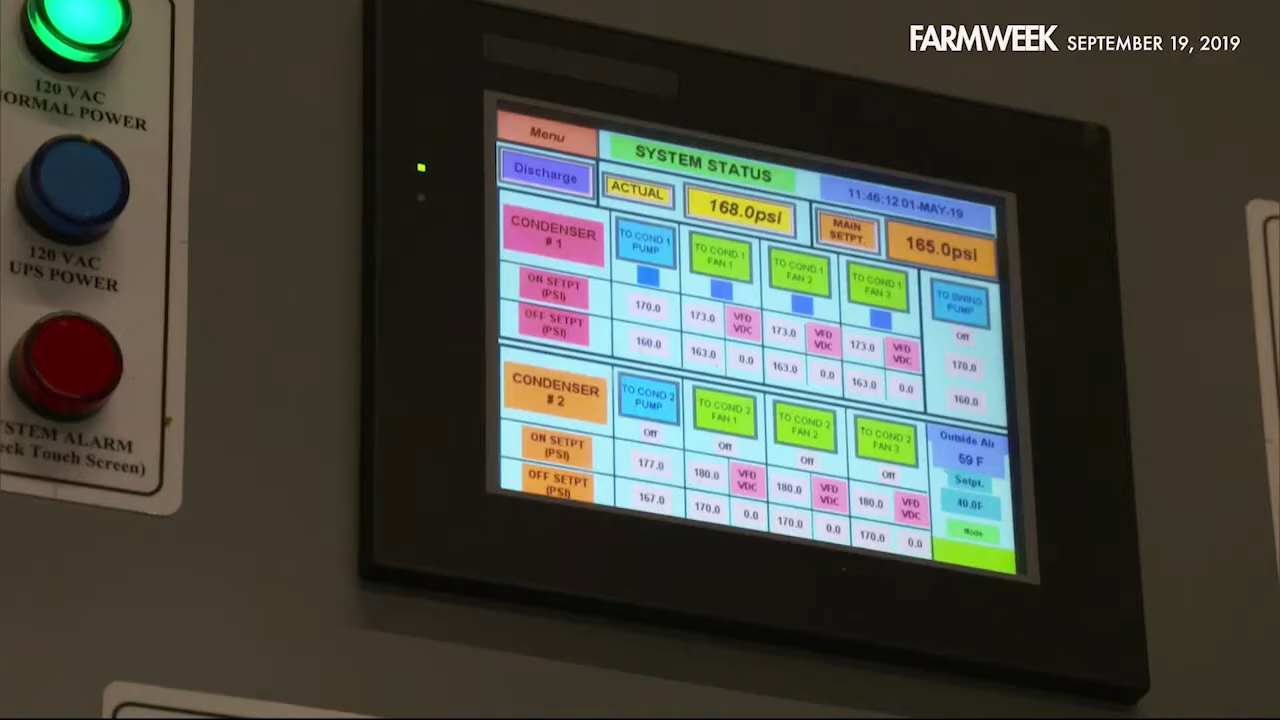 FARMWEEK SEPTEMBER 19, 2019
120 VAC
NORMAL POWER
120 VAC
UPS POWER
STEM ALARM
eck Touch Screen)
Menu
SYSTEM STATUS
11:46:12 01-MAY-19
Discharge
ACTUAL
168.0psi
MAIN
SETPT.
165.0psi
CONDENSER
# 1
TO COND 1
PUMP
TO COND 1
FAN 1
TO COND 1
FAN 2
TO COND 1
FAN 3
TO SWING
PUMP
Off
ON SETPT
(PSI)
170.0
173.0
VFD
VDC
173.0
VFD
VDC
173.0
VFD
VDC
170.0
OFF SETPT
(PSI)
160.0
163.0
0.0
163.0
0.0
163.0
0.0
160.0
CONDENSER
# 2
TO COND 2
PUMP
Off
TO COND 2
FAN 1
Off
TO COND 2
FAN 2
Off
TO COND 2
FAN 3
Off
Outside Air
59 F
ON SETPT
(PSI)
177.0
180.0
VFD
VDC
180.0
VFD
VDC
180.0
VFD
VDC
Setpt.
40.0F
OFF SETPT
(PSI)
167.0
170.0
0.0
170.0
0.0
170.0
0.0